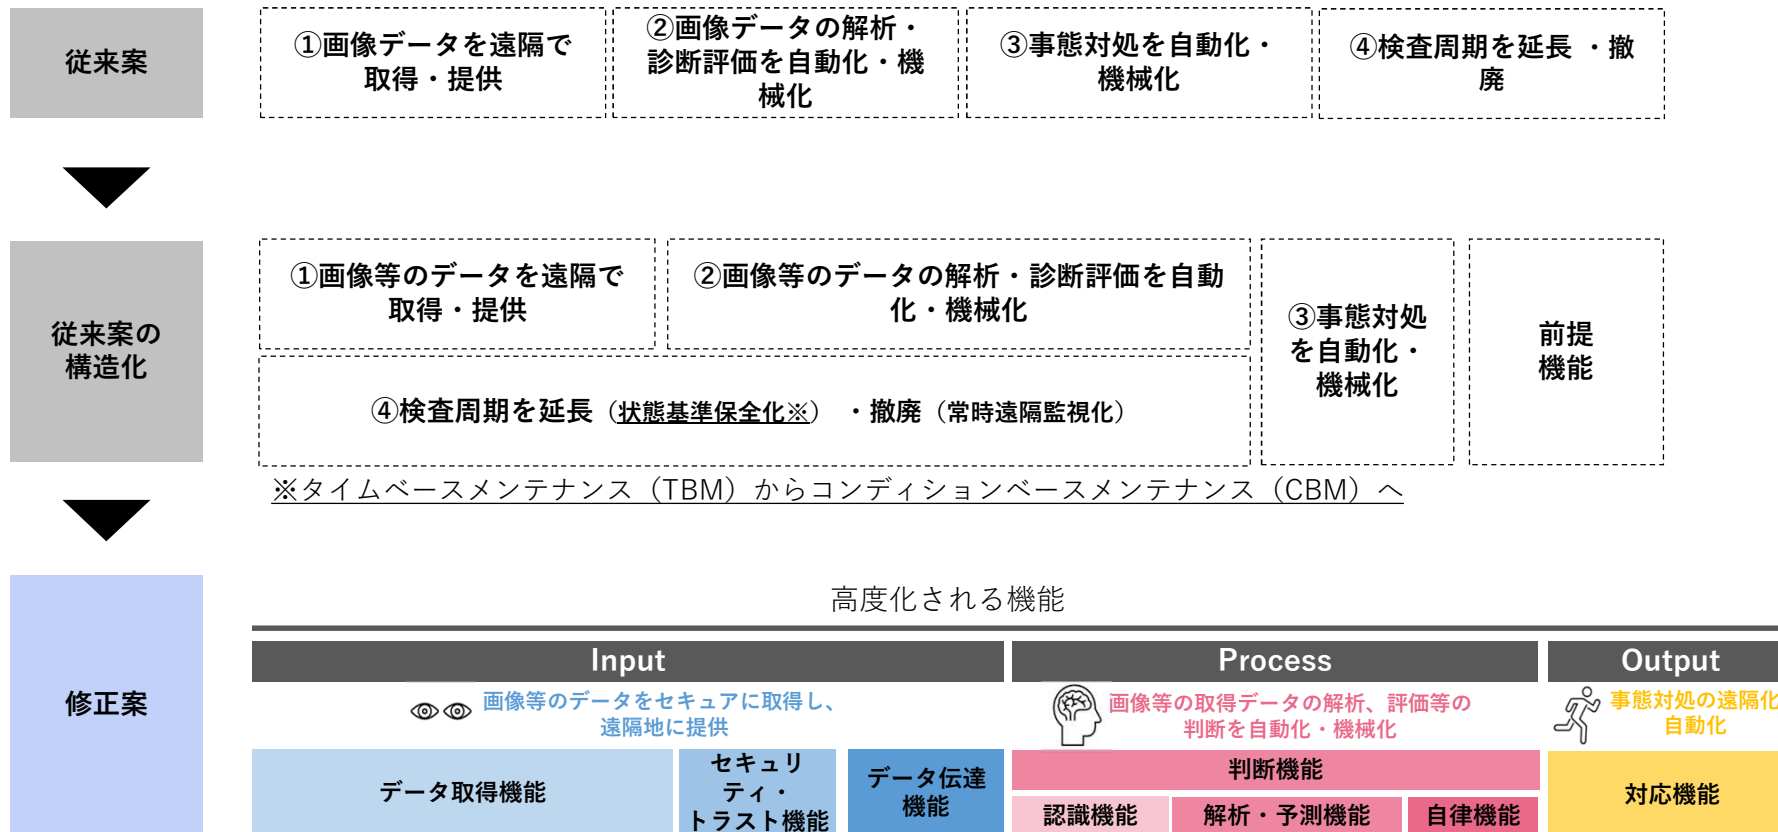 従来案
①画像データを遠隔で
取得・提供
②画像データの解析・
診断評価を自動化・機
械化
③事態対処を自動化・
機械化
④検査周期を延長 ・撤
廃
従来案の
構造化
①画像等のデータを遠隔で
取得・提供
②画像等のデータの解析・診断評価を自動
化・機械化
③事態対処
を自動化・
機械化
前提
機能
④検査周期を延長（状態基準保全化※） ・撤廃（常時遠隔監視化）
※タイムベースメンテナンス（TBM）からコンディションベースメンテナンス（CBM）へ
修正案
高度化される機能
Input
Process
Output
画像等のデータをセキュアに取得し、
遠隔地に提供
画像等の取得データの解析、評価等の
判断を自動化・機械化
事態対処の遠隔化
自動化
データ取得機能
セキュリ
ティ・
トラスト機能
データ伝達
機能
判断機能
認識機能
解析・予測機能
自律機能
対応機能